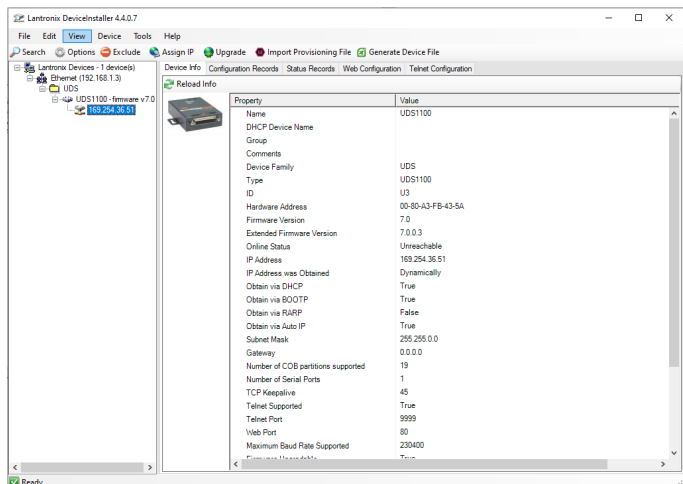 Lantronix DeviceInstaller 4.4.0.7
File Edit View Device Tools Help
Search Options Exclude Assign IP Upgrade Import Provisioning File Generate Device File
Lantronix Devices - 1 device(s)
Ethernet (192.168.1.3)
UDS
UDS1100 - firmware v7.0
169.254.36.51
Device Info Configuration Records Status Records Web Configuration Telnet Configuration
Reload Info
Property Value
Name UDS1100
DHCP Device Name
Group
Comments
Device Family UDS
Type UDS1100
ID U3
Hardware Address 00-80-A3-FB-43-5A
Firmware Version 7.0
Extended Firmware Version 7.0.0.3
Online Status Unreachable
IP Address 169.254.36.51
IP Address was Obtained Dynamically
Obtain via DHCP True
Obtain via BOOTP True
Obtain via RARP False
Obtain via Auto IP True
Subnet Mask 255.255.0.0
Gateway 0.0.0.0
Number of COB partitions supported 19
Number of Serial Ports 1
TCP Keepalive 45
Telnet Supported True
Telnet Port 9999
Web Port 80
Maximum Baud Rate Supported 230400
Firmware Upgradable True
Ready